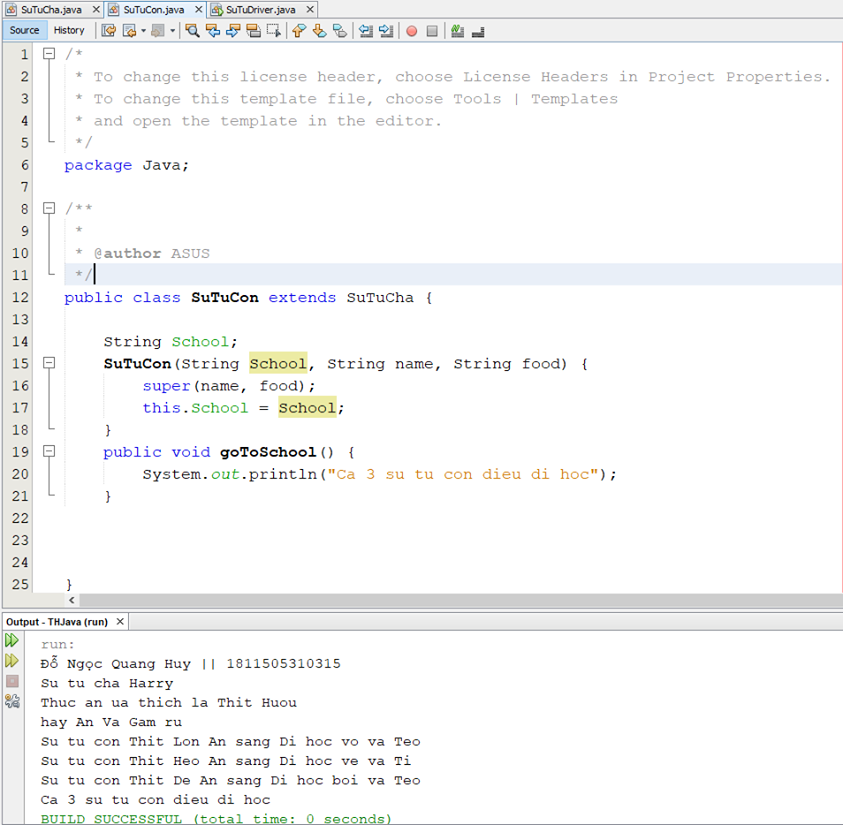 SuTuCha.java SuTuCon.java SuTuDriver.java
Source History
1 /*
2 * To change this license header, choose License Headers in Project Properties.
3 * To change this template file, choose Tools | Templates
4 * and open the template in the editor.
5 */
6 package Java;
7
8 /**
9 *
10 * @author ASUS
11 */
12 public class SuTuCon extends SuTuCha {
13
14 String School;
15 SuTuCon(String School, String name, String food) {
16 super(name, food);
17 this.School = School;
18 }
19 public void goToSchool() {
20 System.out.println("Ca 3 su tu con dieu di hoc");
21 }
22
23
24
25 }
Output - THJava (run)
run:
Đỗ Ngọc Quang Huy || 1811505310315
Su tu cha Harry
Thuc an ua thich la Thit Huou
hay An Va Gam ru
Su tu con Thit Lon An sang Di hoc vo va Teo
Su tu con Thit Heo An sang Di hoc ve va Ti
Su tu con Thit De An sang Di hoc boi va Teo
Ca 3 su tu con dieu di hoc
BUILD SUCCESSFUL (total time: 0 seconds)